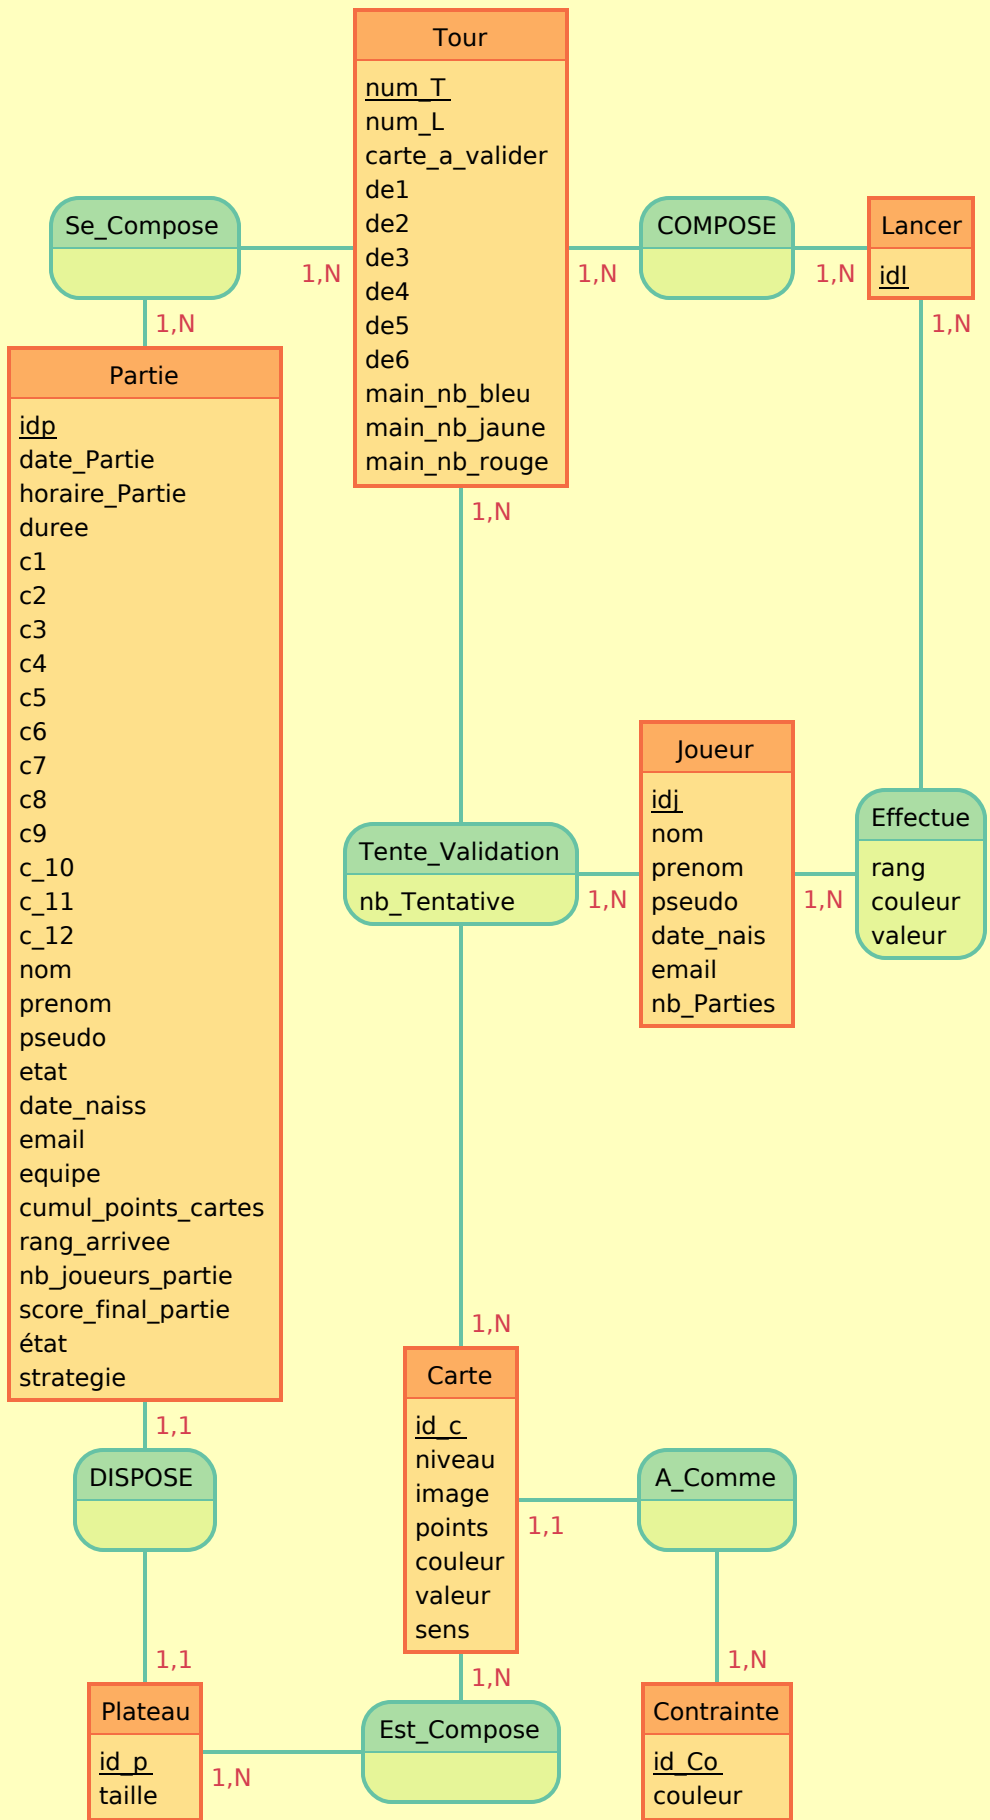 Tour
num_T
num_L
carte_a_valider
de1
de2
de3
de4
de5
de6
main_nb_bleu
main_nb_jaune
main_nb_rouge
Se_Compose
1,N
1,N
COMPOSE
1,N
1,N
Lancer
idl
1,N
1,N
Partie
idp
date_Partie
horaire_Partie
duree
c1
c2
c3
c4
c5
c6
c7
c8
c9
c_10
c_11
c_12
nom
prenom
pseudo
etat
date_naiss
email
equipe
cumul_points_cartes
rang_arrivee
nb_joueurs_partie
score_final_partie
état
strategie
1,1
Tente_Validation
nb_Tentative
1,N
Joueur
idj
nom
prenom
pseudo
date_nais
email
nb_Parties
1,N
Effectue
rang
couleur
valeur
1,N
Carte
id_c
niveau
image
points
couleur
valeur
sens
1,1
A_Comme
1,N
DISPOSE
1,1
1,N
Plateau
id_p
taille
1,N
Est_Compose
Contrainte
id_Co
couleur